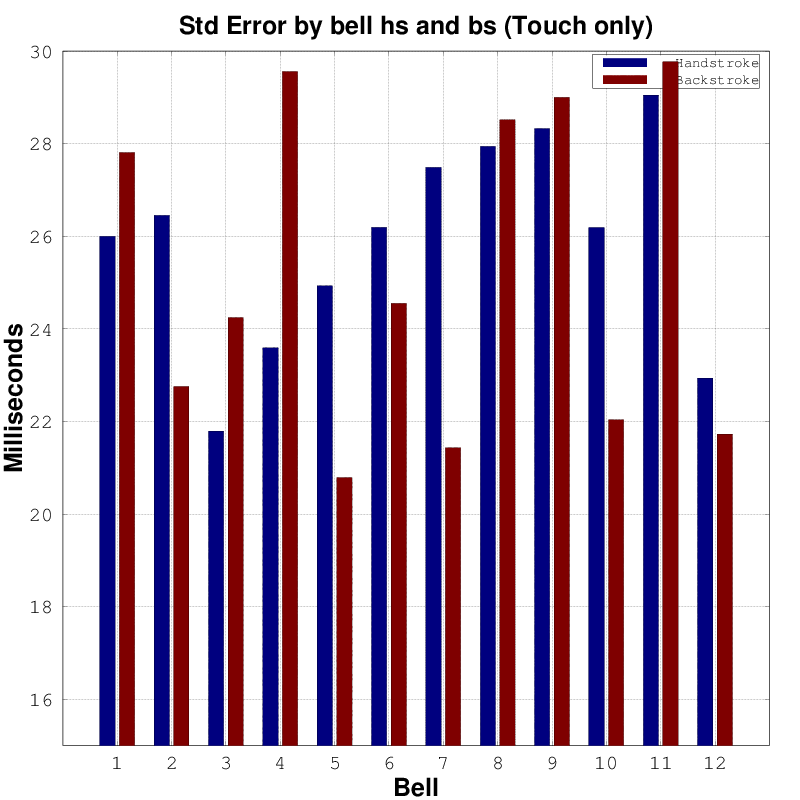 Std Error by bell hs and bs (Touch only)
30
Handstroke
Backstroke
28
26
24
22
20
18
16
Milliseconds
1 2 3 4 5 6 7 8 9 10 11 12
Bell